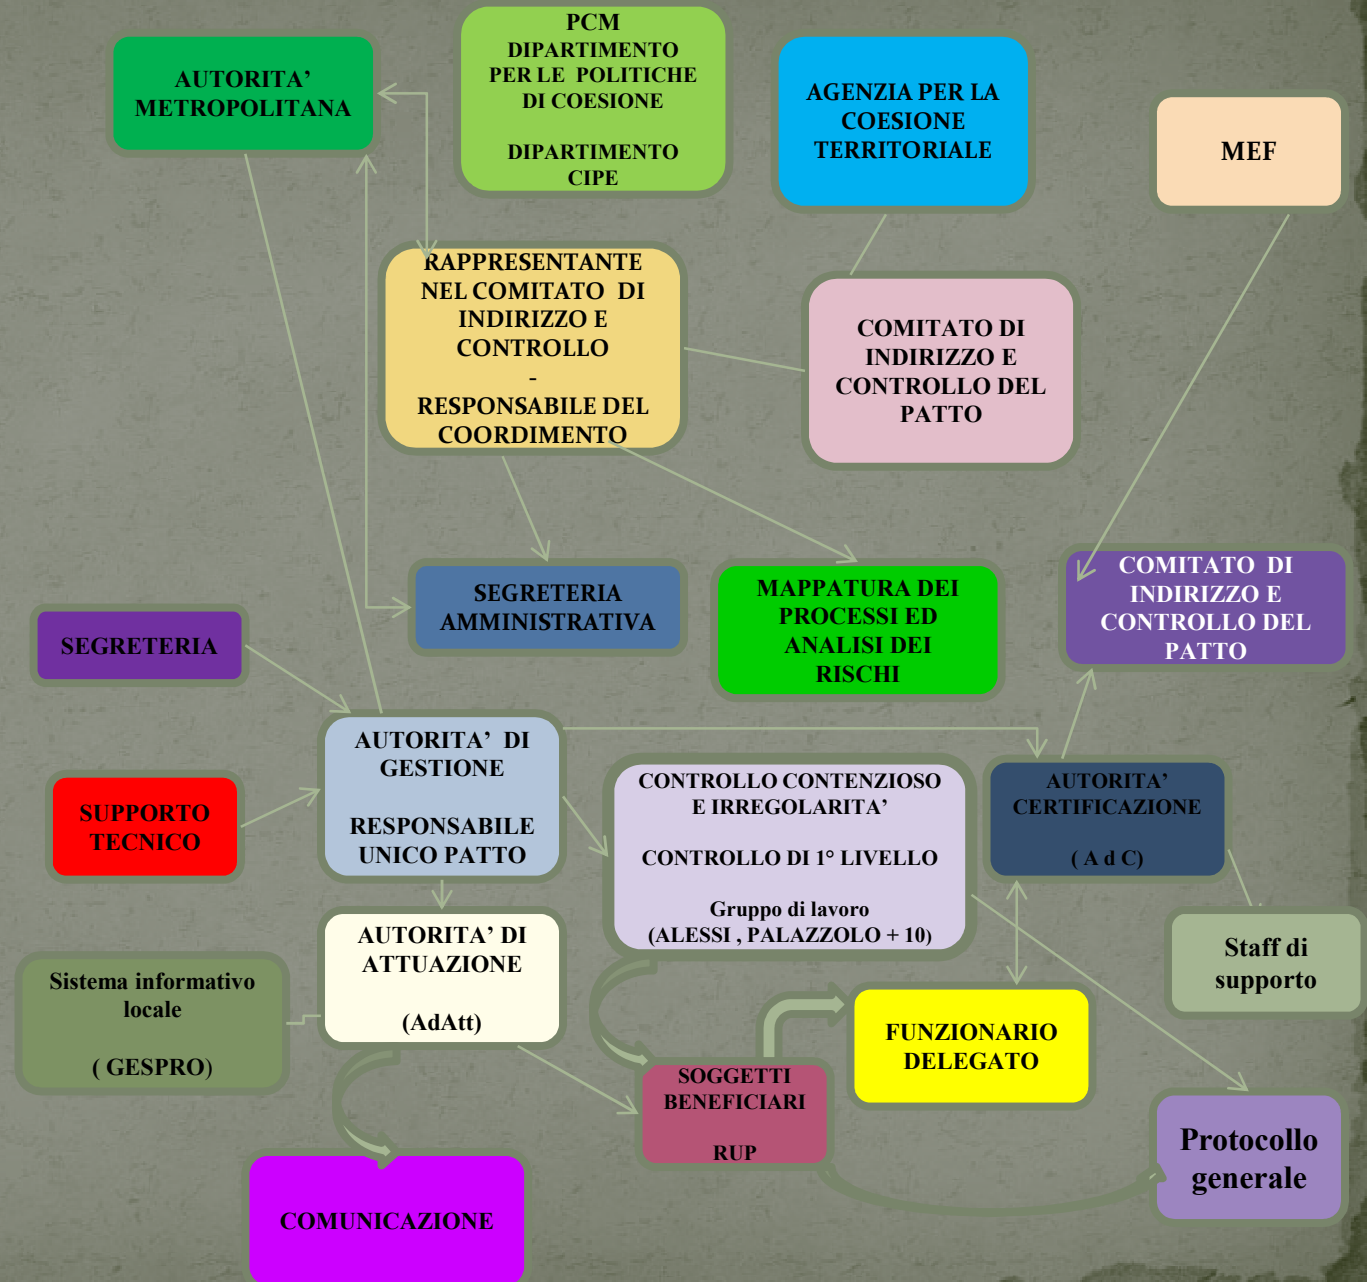 AUTORITA’
METROPOLITANA
PCM
DIPARTIMENTO
PER LE POLITICHE
DI COESIONE
DIPARTIMENTO
CIPE
AGENZIA PER LA
COESIONE
TERRITORIALE
MEF
RAPPRESENTANTE
NEL COMITATO DI
INDIRIZZO E
CONTROLLO
-
RESPONSABILE DEL
COORDIMENTO
COMITATO DI
INDIRIZZO E
CONTROLLO DEL
PATTO
SEGRETERIA
AMMINISTRATIVA
MAPPATURA DEI
PROCESSI ED
ANALISI DEI
RISCHI
COMITATO DI
INDIRIZZO E
CONTROLLO DEL
PATTO
SEGRETERIA
AUTORITA’ DI
GESTIONE
RESPONSABILE
UNICO PATTO
SUPPORTO
TECNICO
CONTROLLO CONTENZIOSO
E IRREGOLARITA’
CONTROLLO DI 1° LIVELLO
Gruppo di lavoro
(ALESSI , PALAZZOLO + 10)
AUTORITA’
CERTIFICAZIONE
( A d C)
AUTORITA’ DI
ATTUAZIONE
(AdAtt)
Staff di
supporto
Sistema informativo
locale
( GESPRO)
FUNZIONARIO
DELEGATO
SOGGETTI
BENEFICIARI
RUP
Protocollo
generale
COMUNICAZIONE